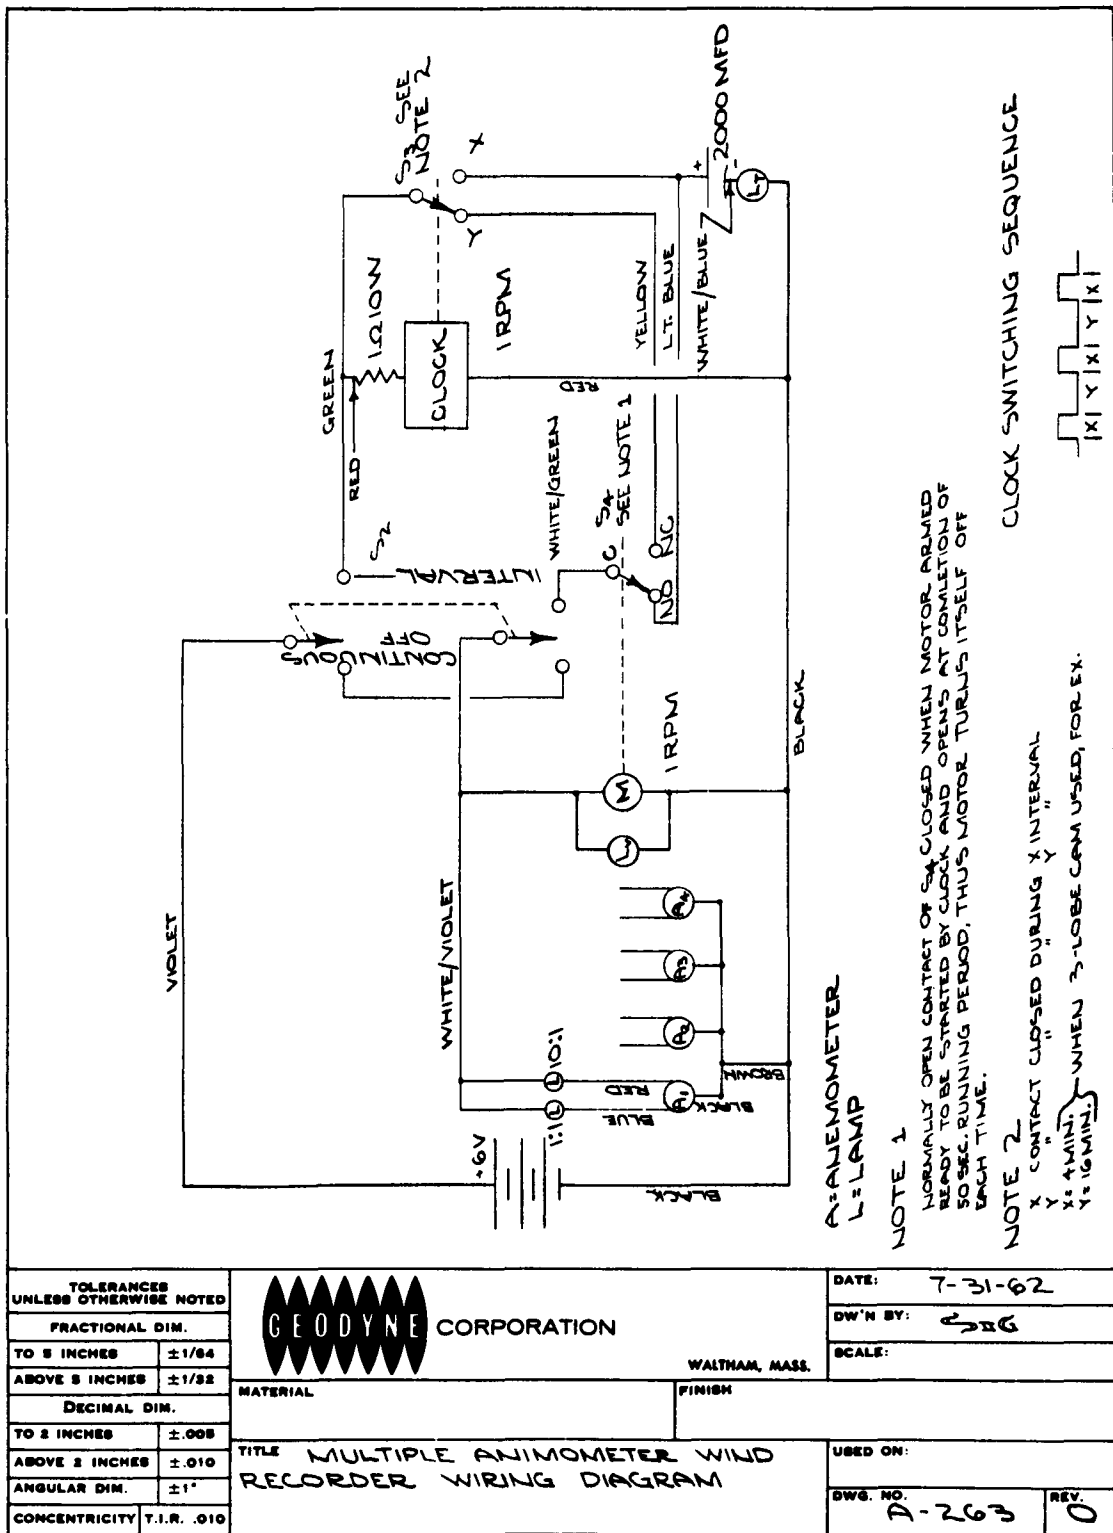 S3 SEE
NOTE 2
X
Y
GREEN
RED
1Ω10W
CLOCK
1 RPM
S2
INTERVAL
OFF
CONTINUOUS
WHITE/GREEN
C
S4
SEE NOTE 1
NO
NC
YELLOW
LT. BLUE
WHITE/BLUE
+
2000 MFD
-
RED
BLACK
VIOLET
WHITE/VIOLET
M
1 RPM
A4
A3
A2
A1
L 10:1
1:1 L
RED
BLUE
BLACK
BROWN
+6V
BLACK
A=ANEMOMETER
L=LAMP
NOTE 1
NORMALLY OPEN CONTACT OF S4 CLOSED WHEN MOTOR ARMED
READY TO BE STARTED BY CLOCK AND OPENS AT COMLETION OF
50 SEC. RUNNING PERIOD, THUS MOTOR TURNS ITSELF OFF
EACH TIME.
NOTE 2
X CONTACT CLOSED DURING X INTERVAL
Y " " " Y "
X=4MIN.
Y=16MIN.
WHEN 3-LOBE CAM USED, FOR EX.
CLOCK SWITCHING SEQUENCE
|X| Y |X| Y |X|
TOLERANCES
UNLESS OTHERWISE NOTED
FRACTIONAL DIM.
TO 5 INCHES ±1/64
ABOVE 5 INCHES ±1/32
DECIMAL DIM.
TO 2 INCHES ±.005
ABOVE 2 INCHES ±.010
ANGULAR DIM. ±1°
CONCENTRICITY T.I.R. .010
GEODYNE CORPORATION
WALTHAM, MASS.
MATERIAL
FINISH
TITLE MULTIPLE ANIMOMETER WIND
RECORDER WIRING DIAGRAM
DATE: 7-31-62
DW'N BY:
SCALE:
USED ON:
DWG. NO. A-263
REV. 0